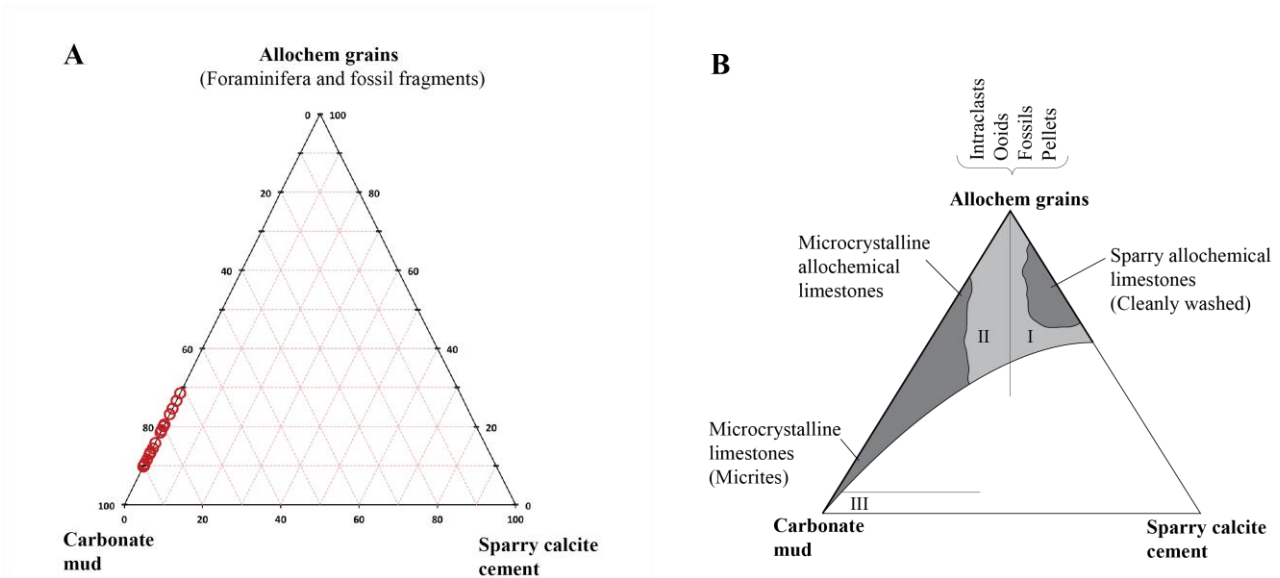 A
Allochem grains
(Foraminifera and fossil fragments)
0 100
20 80
40 60
60 40
80 20
100 0
0 20 40 60 80 100
Carbonate
mud
Sparry calcite
cement
B
Intraclasts
Ooids
Fossils
Pellets
Allochem grains
Microcrystalline
allochemical
limestones
Sparry allochemical
limestones
(Cleanly washed)
II I
Microcrystalline
limestones
(Micrites)
III
Carbonate
mud
Sparry calcite
cement